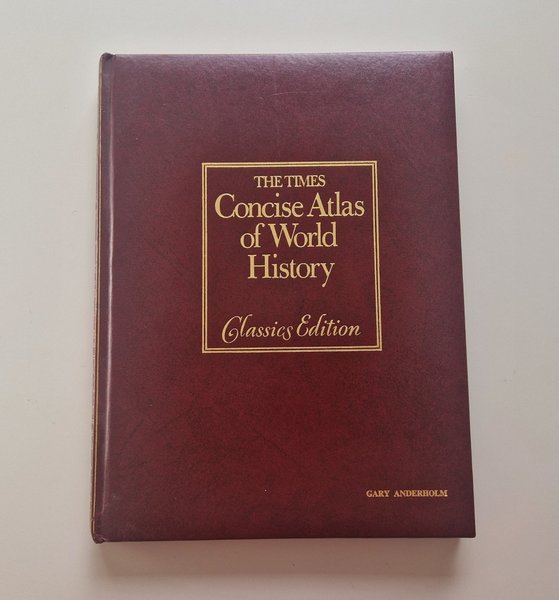 THE TIMES
Concise Atlas
of World
History
Classics Edition
GARY ANDERHOLM